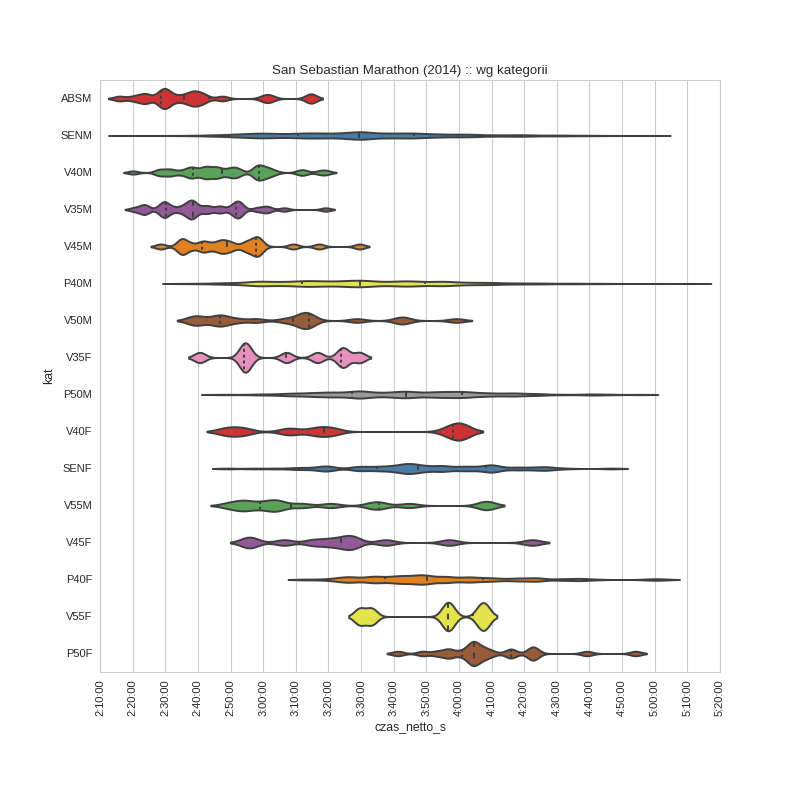 San Sebastian Marathon (2014) :: wg kategorii
ABSM
SENM
V40M
V35M
V45M
P40M
V50M
V35F
P50M
V40F
SENF
V55M
V45F
P40F
V55F
P50F
kat
2:10:00
2:20:00
2:30:00
2:40:00
2:50:00
3:00:00
3:10:00
3:20:00
3:30:00
3:40:00
3:50:00
4:00:00
4:10:00
4:20:00
4:30:00
4:40:00
4:50:00
5:00:00
5:10:00
5:20:00
czas_netto_s